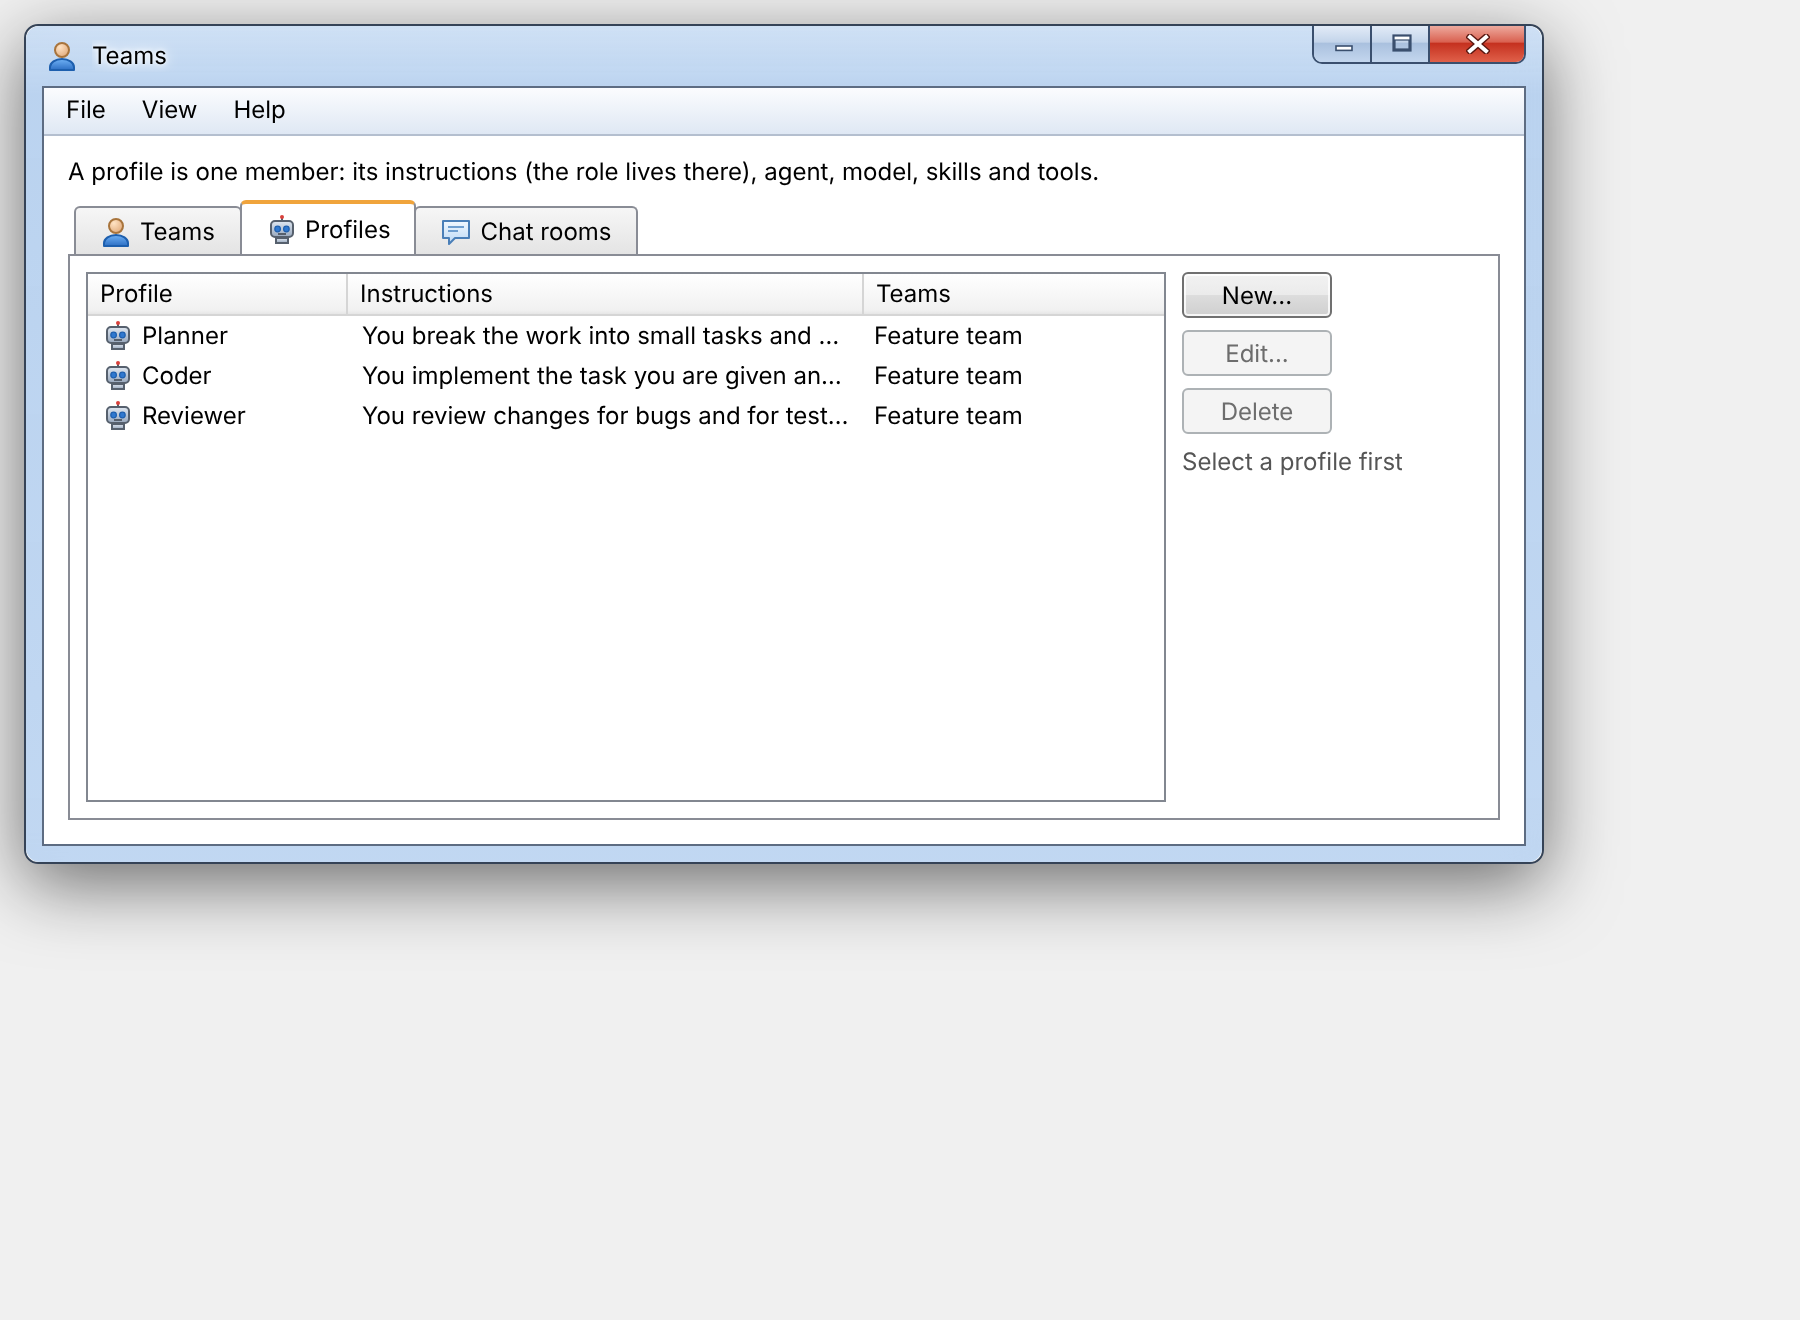 Teams
File View Help
A profile is one member: its instructions (the role lives there), agent, model, skills and tools.
Teams Profiles Chat rooms
Profile Instructions Teams New...
Planner You break the work into small tasks and ... Feature team
Edit...
Coder You implement the task you are given an... Feature team
Delete
Reviewer You review changes for bugs and for test... Feature team
Select a profile first